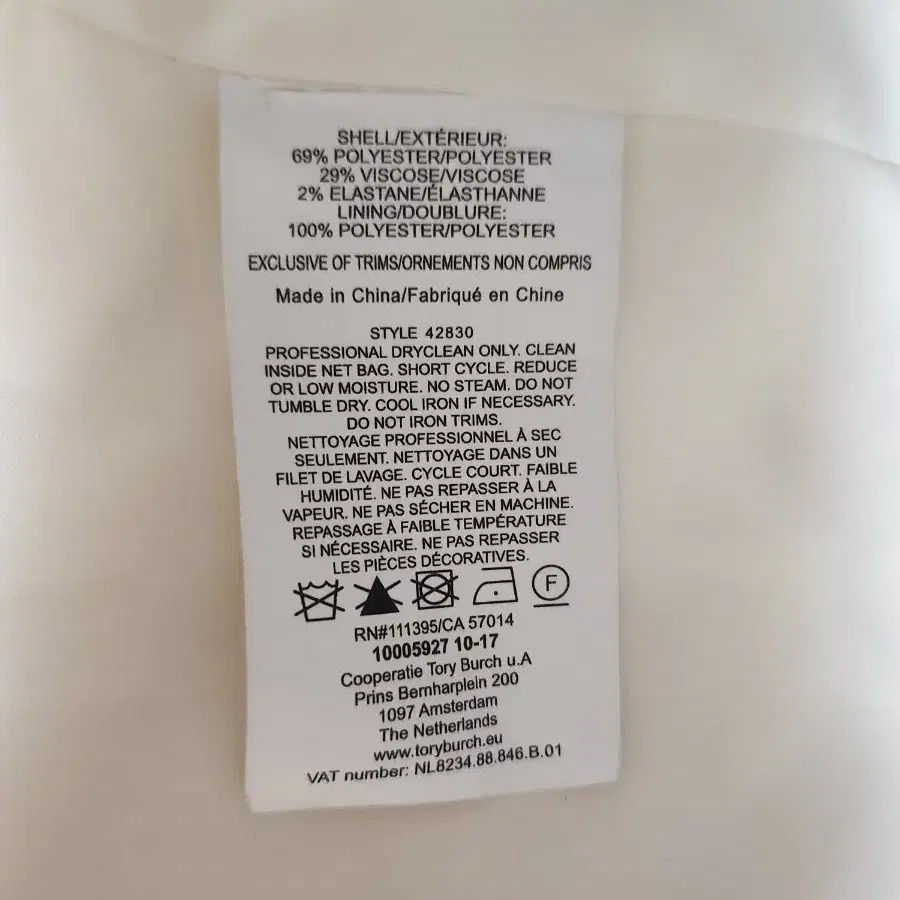 SHELL/EXTÉRIEUR:
69% POLYESTER/POLYESTER
29% VISCOSE/VISCOSE
2% ELASTANE/ÉLASTHANNE
LINING/DOUBLURE:
100% POLYESTER/POLYESTER
EXCLUSIVE OF TRIMS/ORNEMENTS NON COMPRIS
Made in China/Fabriqué en Chine
STYLE 42830
PROFESSIONAL DRYCLEAN ONLY. CLEAN
INSIDE NET BAG. SHORT CYCLE. REDUCE
OR LOW MOISTURE. NO STEAM. DO NOT
TUMBLE DRY. COOL IRON IF NECESSARY.
DO NOT IRON TRIMS.
NETTOYAGE PROFESSIONNEL À SEC
SEULEMENT. NETTOYAGE DANS UN
FILET DE LAVAGE. CYCLE COURT. FAIBLE
HUMIDITÉ. NE PAS REPASSER À LA
VAPEUR. NE PAS SÉCHER EN MACHINE.
REPASSAGE À FAIBLE TEMPÉRATURE
SI NÉCESSAIRE. NE PAS REPASSER
LES PIÈCES DÉCORATIVES.
F
RN#111395/CA 57014
10005927 10-17
Cooperatie Tory Burch u.A
Prins Bernharplein 200
1097 Amsterdam
The Netherlands
www.toryburch.eu
VAT number: NL8234.88.846.B.01